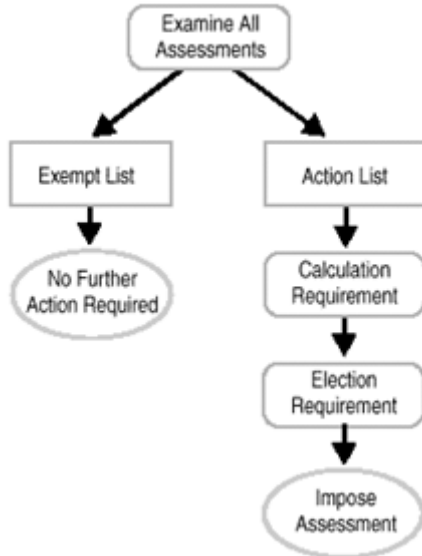 Examine All
Assessments
Exempt List
Action List
No Further
Action Required
Calculation
Requirement
Election
Requirement
Impose
Assessment